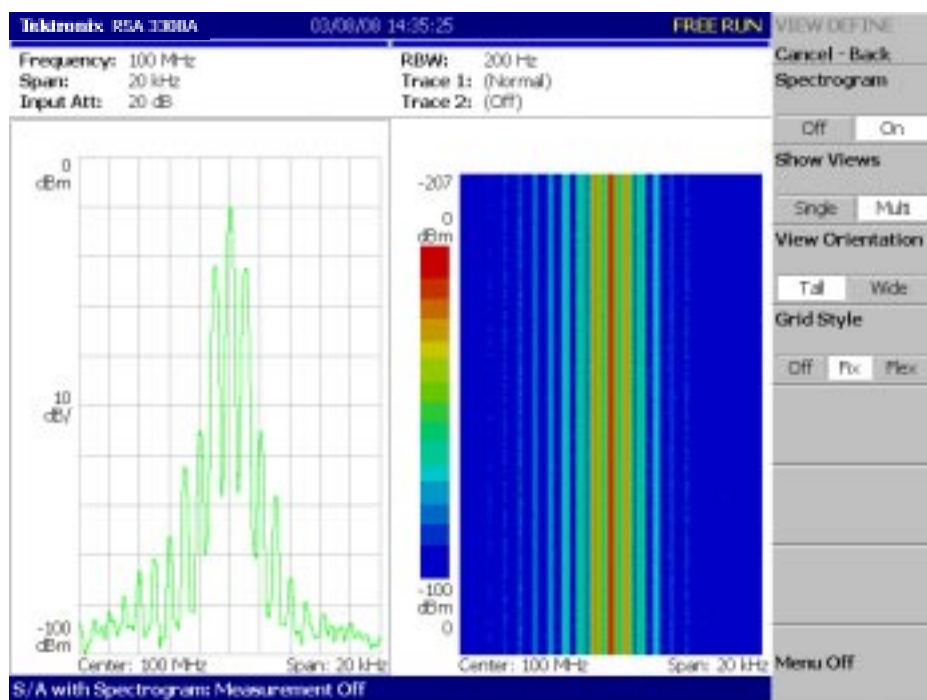 Tektronix RSA 3308A 03/08/08 14:35:25 FREE RUN
Frequency: 100 MHz
Span: 20 kHz
Input Att: 20 dB
RBW: 200 Hz
Trace 1: (Normal)
Trace 2: (Off)
0
dBm
10
dB/
-100
dBm
Center: 100 MHz Span: 20 kHz
-207
0
dBm
-100
dBm
0
Center: 100 MHz Span: 20 kHz
S/A with Spectrogram: Measurement Off
VIEW DEFINE
Cancel - Back
Spectrogram
Off On
Show Views
Single Multi
View Orientation
Tall Wide
Grid Style
Off Fix Flex
Menu Off